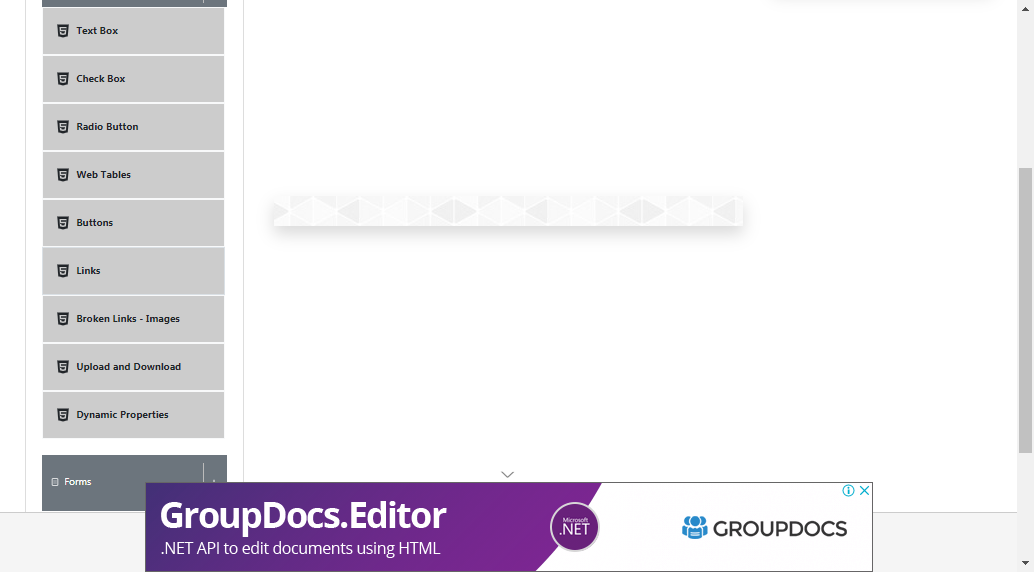 Text Box
Check Box
Radio Button
Web Tables
Buttons
Links
Broken Links - Images
Upload and Download
Dynamic Properties
Forms
GroupDocs.Editor
.NET API to edit documents using HTML
Microsoft
.NET
GROUPDOCS